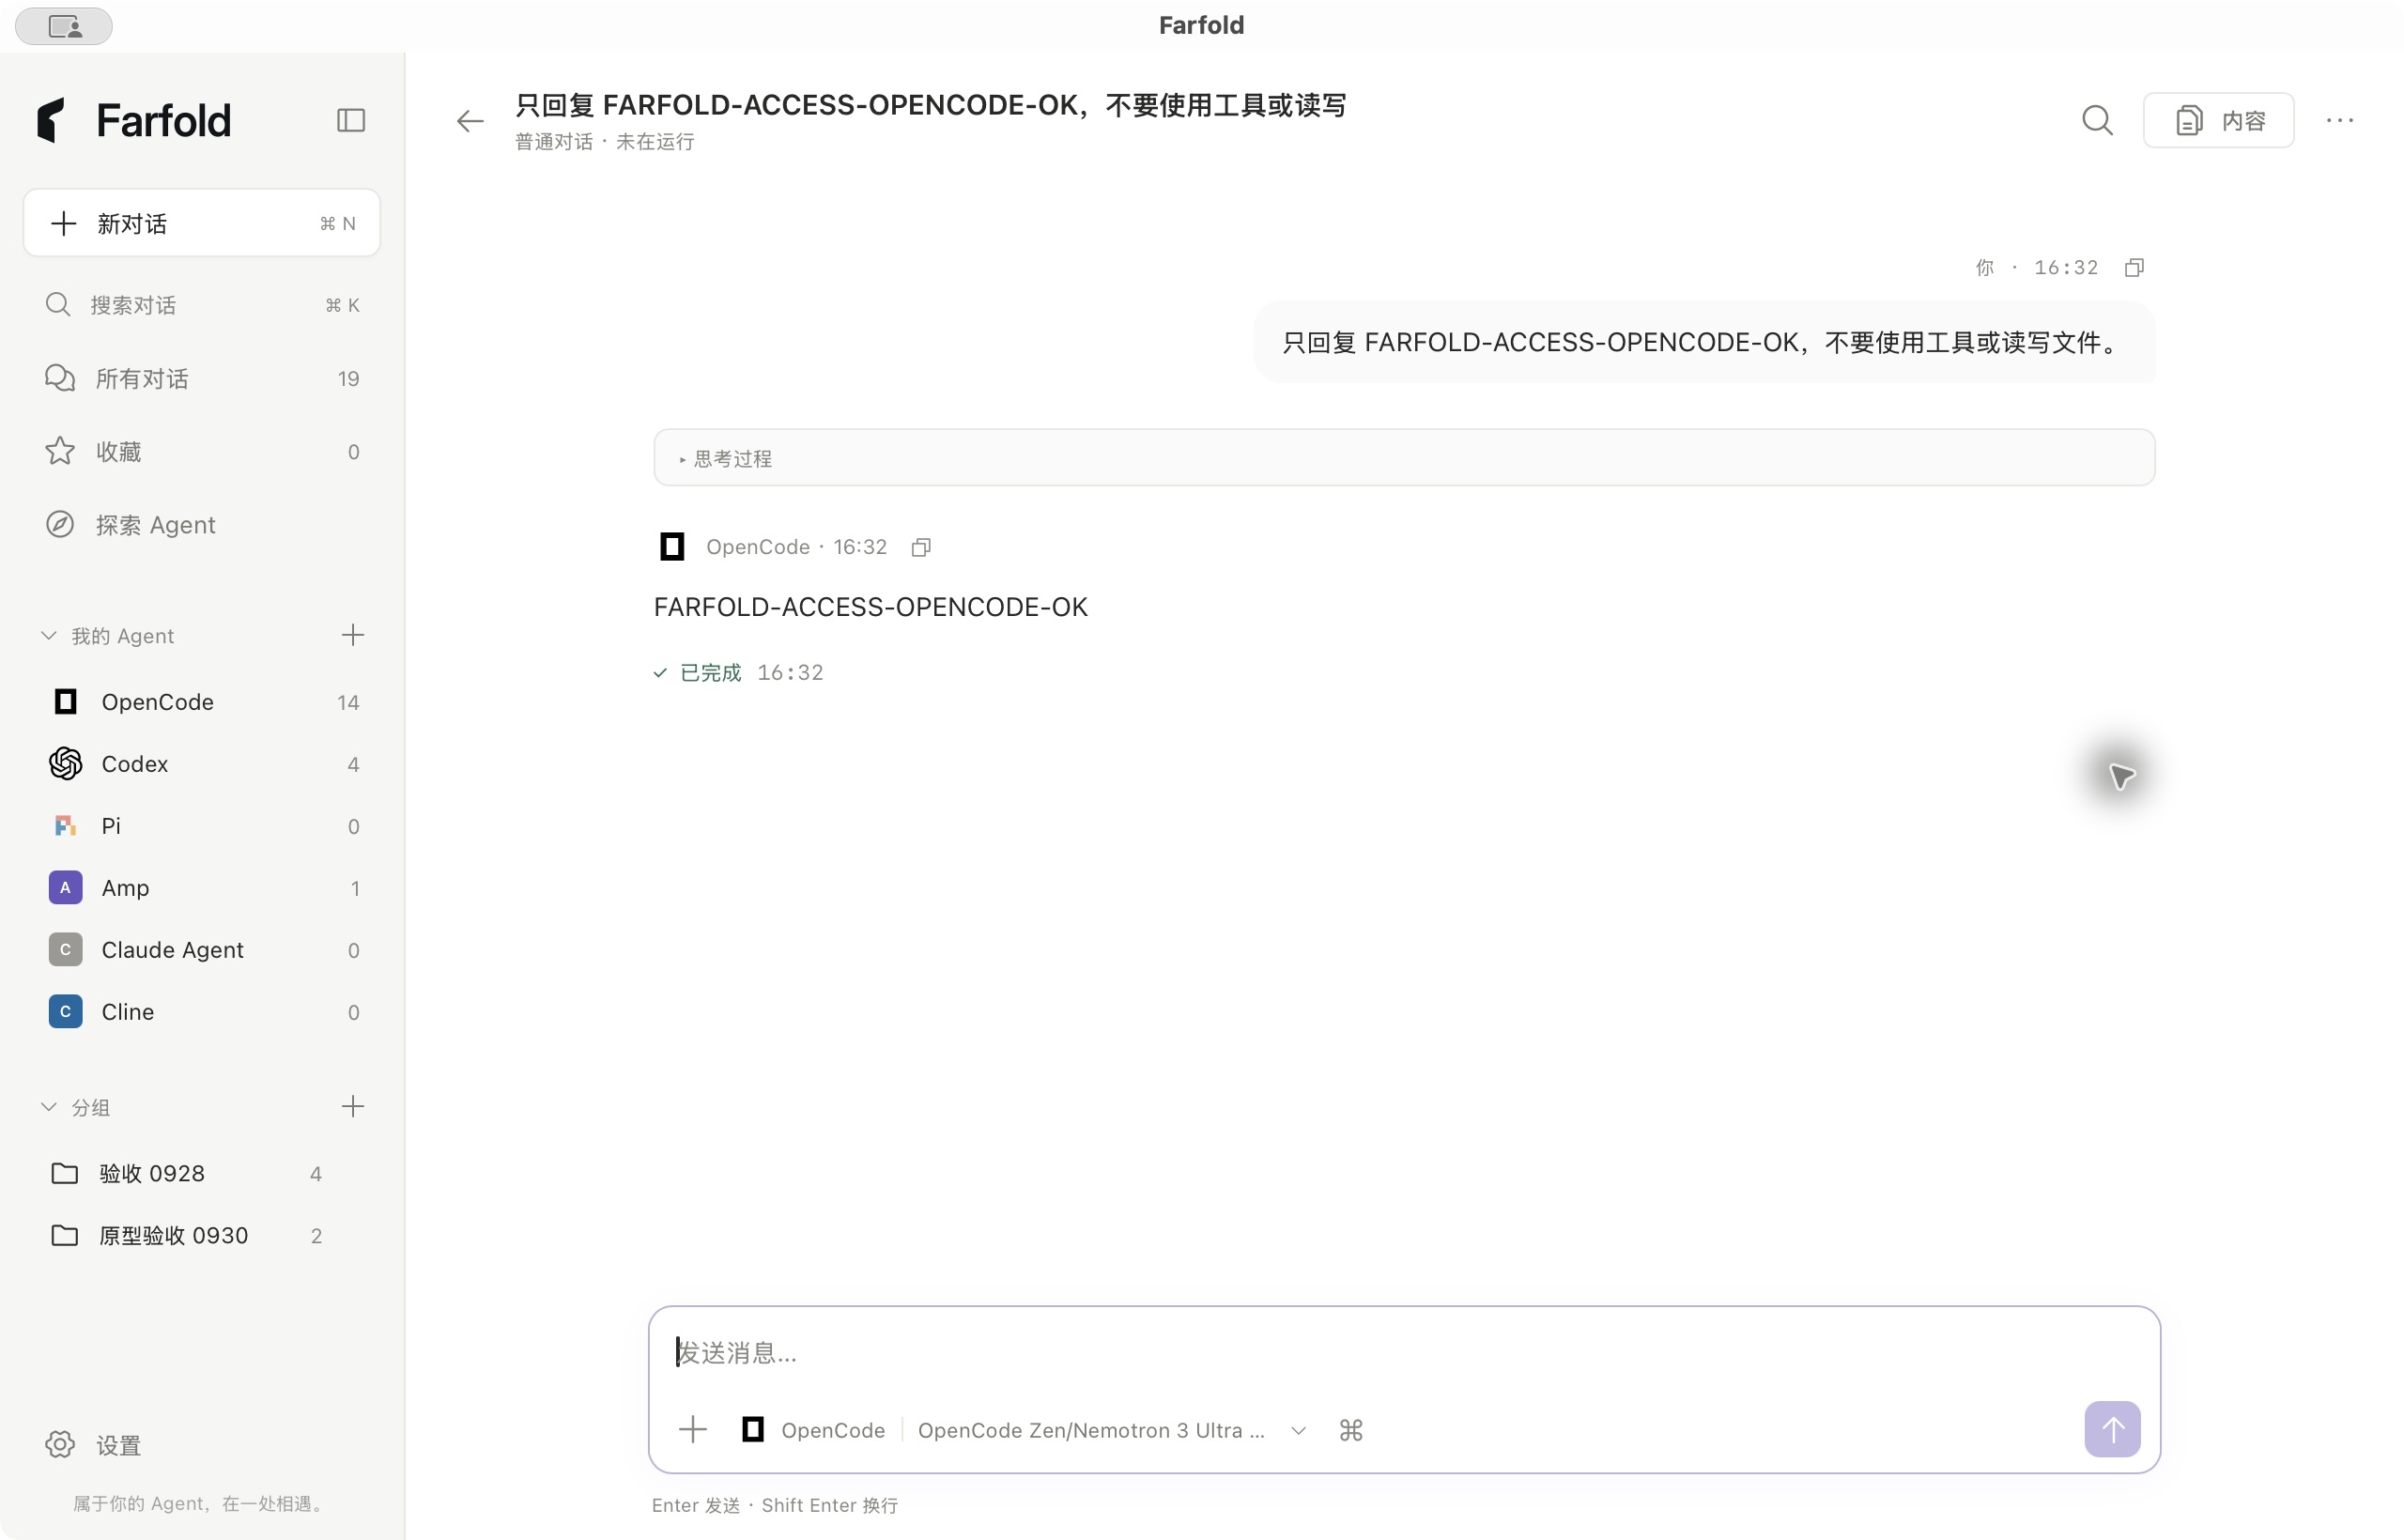 Farfold
Farfold
新对话 ⌘ N
搜索对话 ⌘ K
所有对话 19
收藏 0
探索 Agent
我的 Agent
OpenCode 14
Codex 4
Pi 0
A Amp 1
C Claude Agent 0
C Cline 0
分组
验收 0928 4
原型验收 0930 2
设置
属于你的 Agent，在一处相遇。
只回复 FARFOLD-ACCESS-OPENCODE-OK，不要使用工具或读写
普通对话 · 未在运行
内容
你 · 16:32
只回复 FARFOLD-ACCESS-OPENCODE-OK，不要使用工具或读写文件。
思考过程
OpenCode · 16:32
FARFOLD-ACCESS-OPENCODE-OK
已完成 16:32
发送消息...
OpenCode OpenCode Zen/Nemotron 3 Ultra ... ⌘
Enter 发送 · Shift Enter 换行